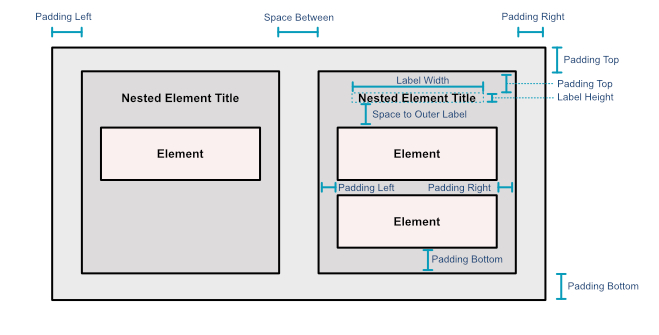 Padding Left
Space Between
Padding Right
Padding Top
Label Width
Padding Top
Nested Element Title
Nested Element Title
Label Height
Space to Outer Label
Element
Element
Padding Left
Padding Right
Element
Padding Bottom
Padding Bottom